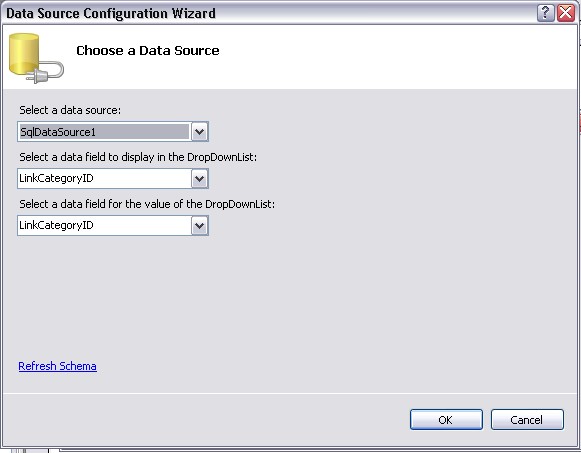 Data Source Configuration Wizard
?
Choose a Data Source
Select a data source:
SqlDataSource1
Select a data field to display in the DropDownList:
LinkCategoryID
Select a data field for the value of the DropDownList:
LinkCategoryID
Refresh Schema
OK
Cancel